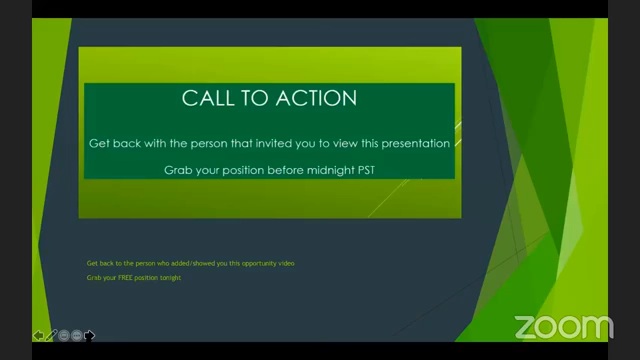 CALL TO ACTION
Get back with the person that invited you to view this presentation
Grab your position before midnight PST
Get back to the person who added/showed you this opportunity video
Grab your FREE position tonight
zoom